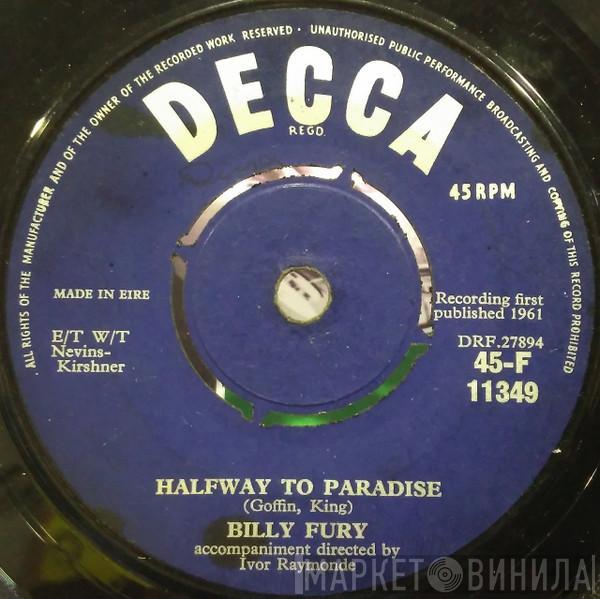 ALL RIGHTS OF THE MANUFACTURER AND OF THE OWNER OF THE RECORDED WORK RESERVED · UNAUTHORISED PUBLIC PERFORMANCE BROADCASTING AND COPYING OF THIS RECORD PROHIBITED
DECCA
REGD.
45 RPM
MADE IN EIRE
Recording first
published 1961
E/T W/T
Nevins-
Kirshner
DRF.27894
45-F
11349
HALFWAY TO PARADISE
(Goffin, King)
BILLY FURY
accompaniment directed by
Ivor Raymonde
МАРКЕТ ВИНИЛА